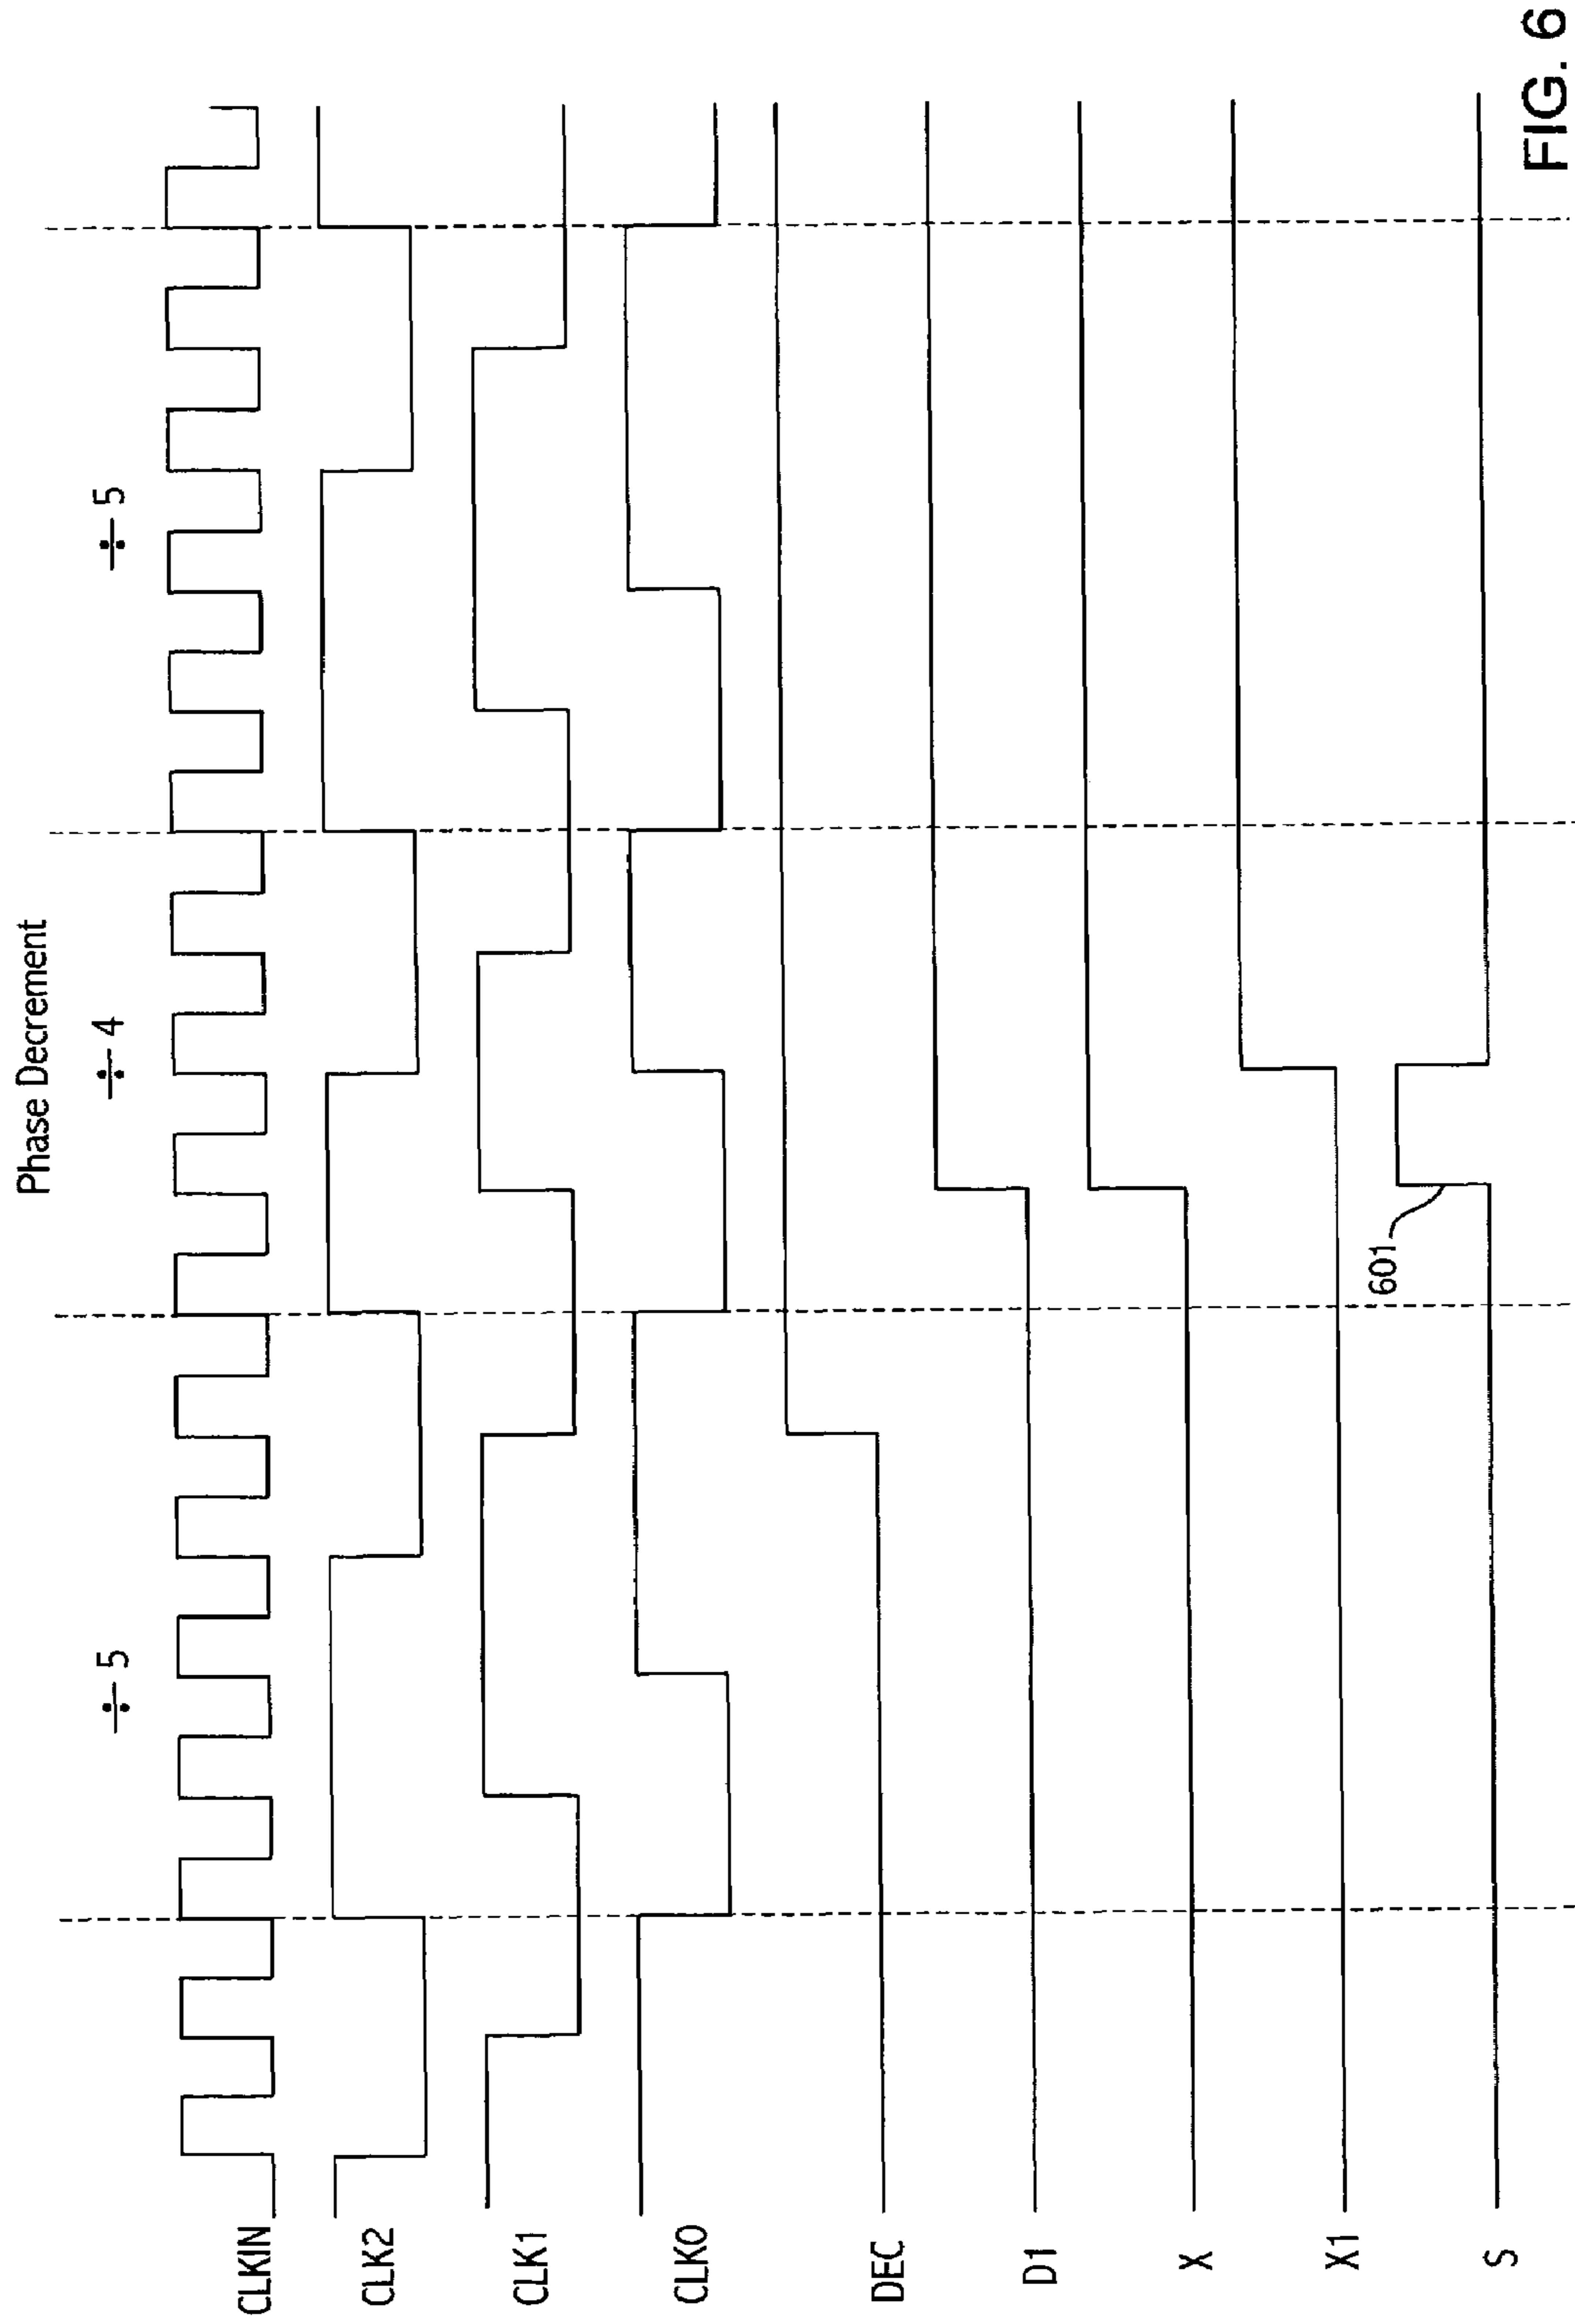 Phase Decrement
÷ 5
÷ 4
÷ 5
CLKIN
CLK2
CLK1
CLK0
DEC
D1
X
X1
S
601
FIG. 6